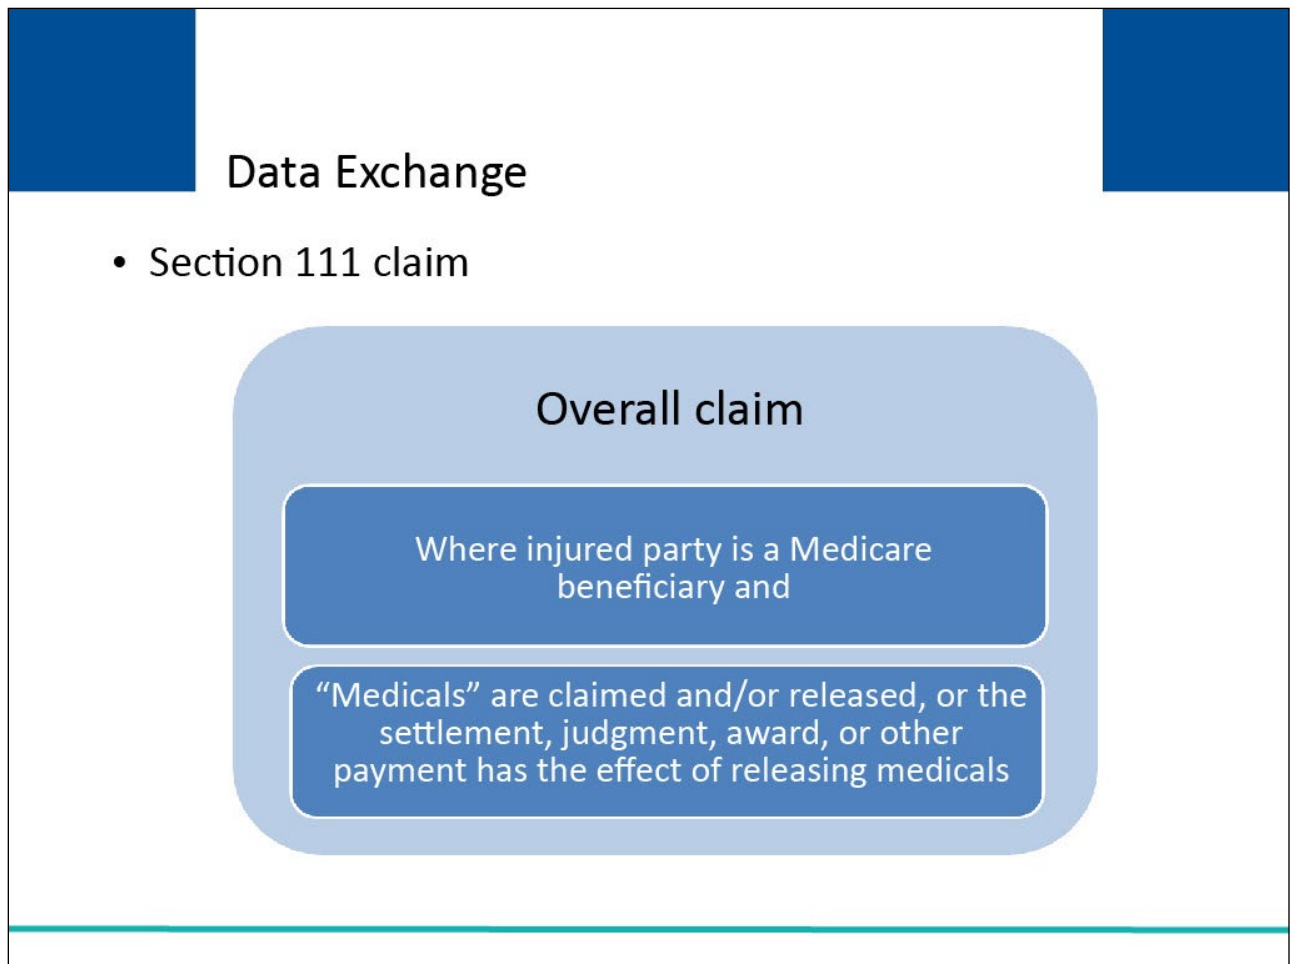 Data Exchange
• Section 111 claim
Overall claim
Where injured party is a Medicare
beneficiary and
“Medicals” are claimed and/or released, or the
settlement, judgment, award, or other
payment has the effect of releasing medicals